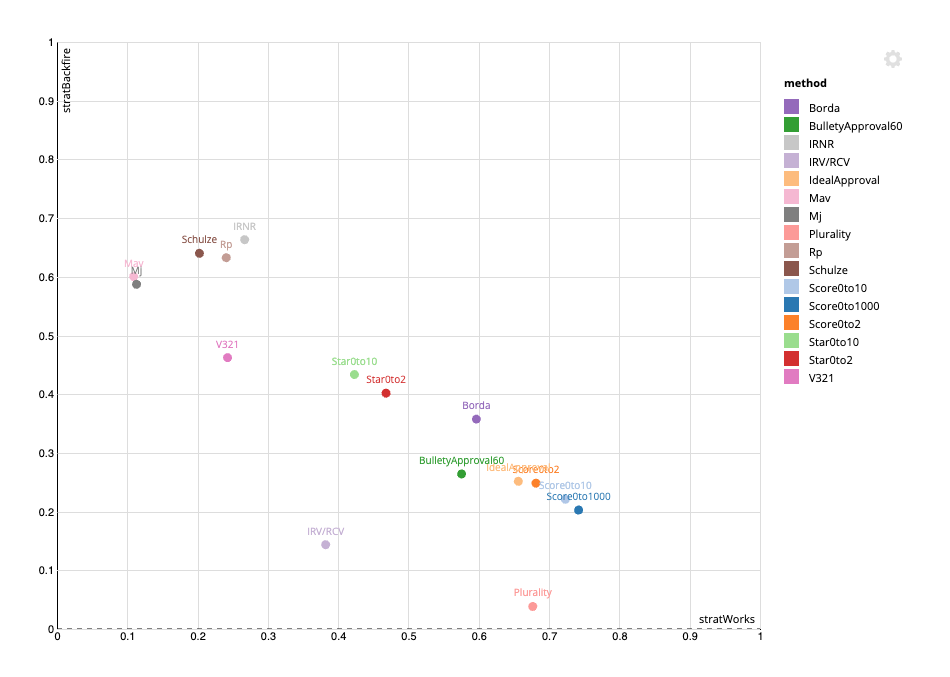 1
0.9
0.8
0.7
0.6
0.5
0.4
0.3
0.2
0.1
0
stratBackfire
IRNR
Schulze
Rp
Mav
Mj
V321
Star0to10
Star0to2
Borda
BulletyApproval60
IdealApproval
Score0to2
Score0to10
Score0to1000
IRV/RCV
Plurality
stratWorks
0 0.1 0.2 0.3 0.4 0.5 0.6 0.7 0.8 0.9 1
method
Borda
BulletyApproval60
IRNR
IRV/RCV
IdealApproval
Mav
Mj
Plurality
Rp
Schulze
Score0to10
Score0to1000
Score0to2
Star0to10
Star0to2
V321